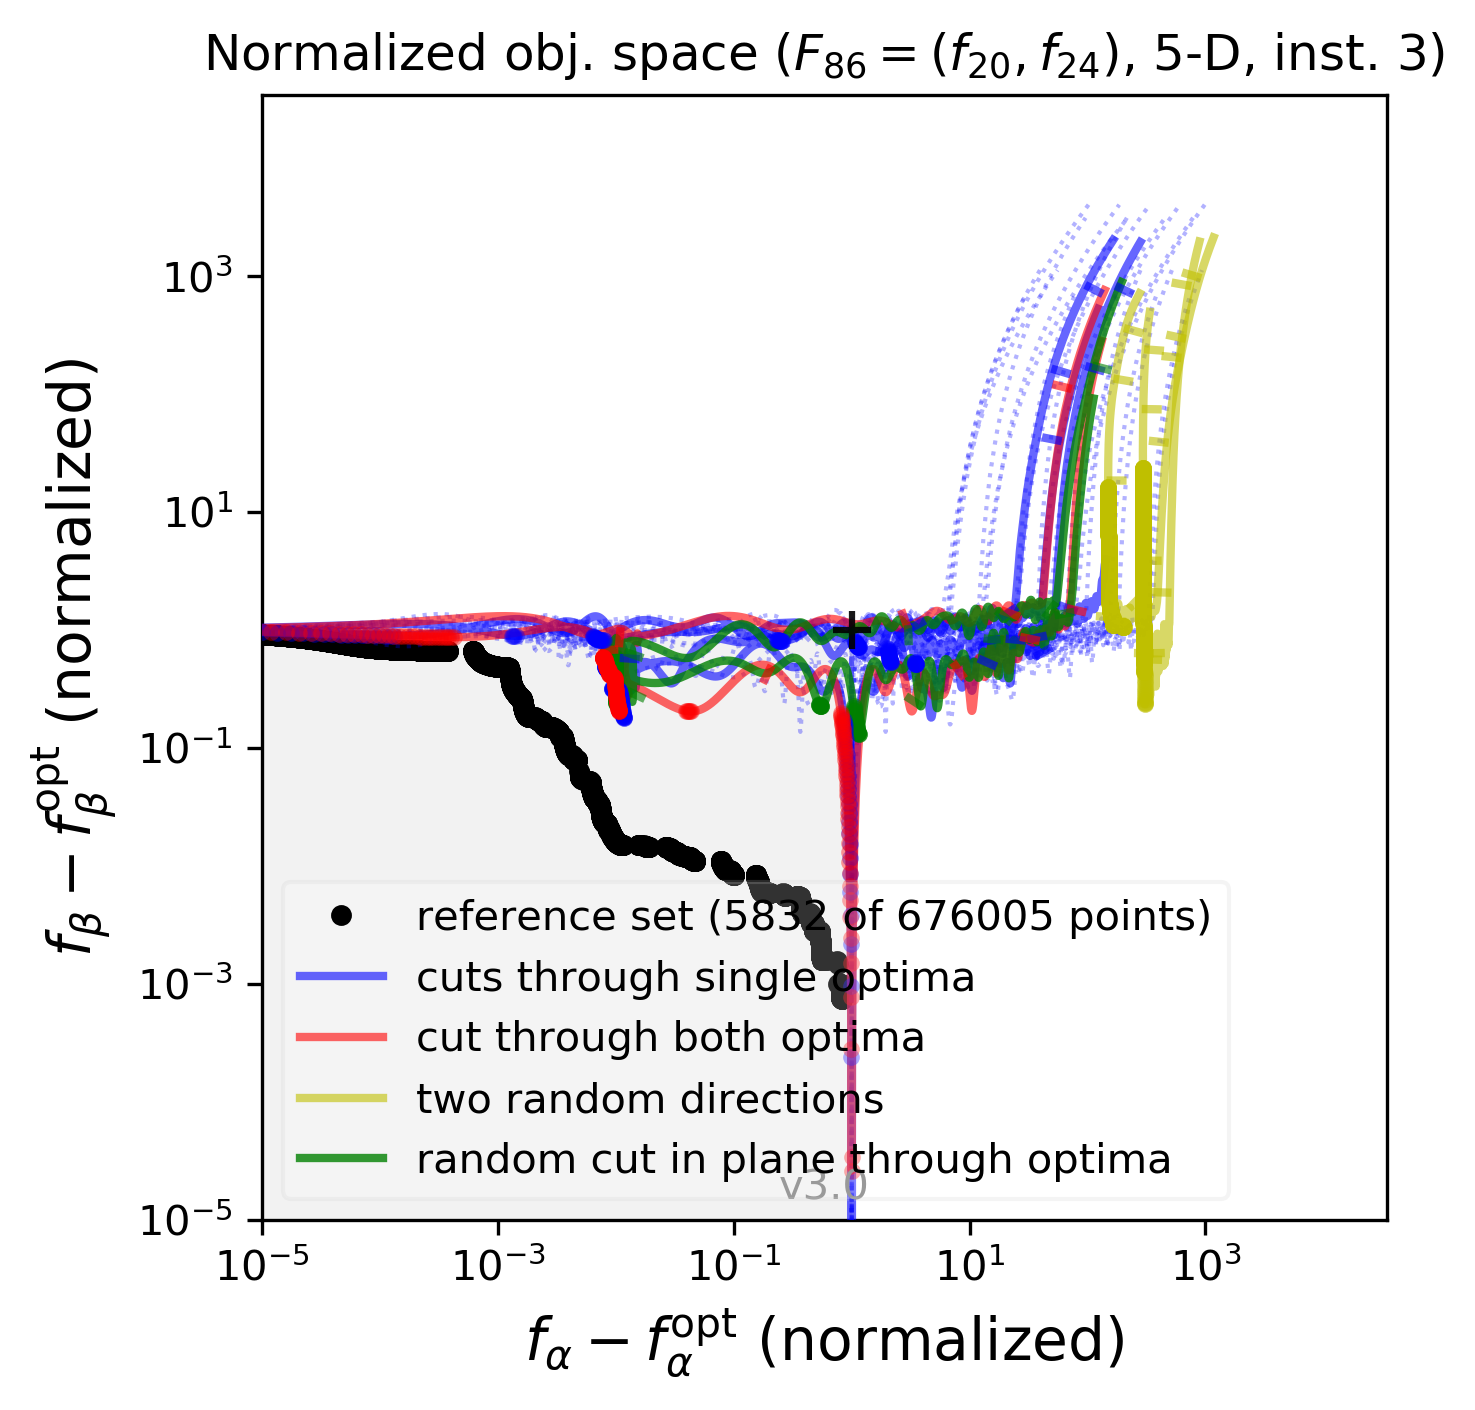 Normalized obj. space ($F_{86} = (f_{20}, f_{24})$, 5-D, inst. 3)
$f_\beta - f_\beta^{\mathrm{opt}}$ (normalized)
$10^3$
$10^1$
$10^{-1}$
$10^{-3}$
$10^{-5}$
reference set (5832 of 676005 points)
cuts through single optima
cut through both optima
two random directions
random cut in plane through optima
v3.0
$10^{-5}$ $10^{-3}$ $10^{-1}$ $10^1$ $10^3$
$f_\alpha - f_\alpha^{\mathrm{opt}}$ (normalized)